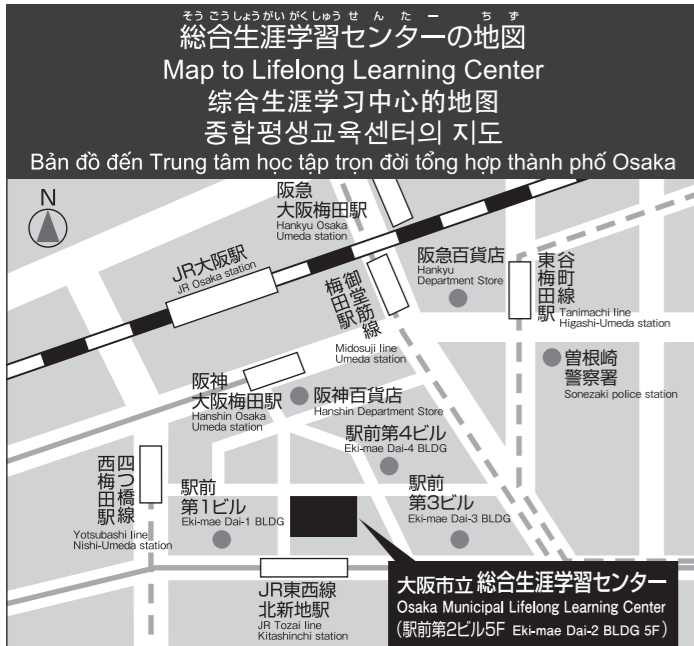 そうごうしょうがいがくしゅうせんたー ちず
総合生涯学習センターの地図
Map to Lifelong Learning Center
综合生涯学习中心的地图
종합평생교육센터의 지도
Bản đồ đến Trung tâm học tập trọn đời tổng hợp thành phố Osaka
N
阪急
大阪梅田駅
Hankyu Osaka
Umeda station
JR大阪駅
JR Osaka station
御堂筋線
梅田駅
Midosuji line
Umeda station
阪急百貨店
Hankyu
Department Store
谷町線
東梅田駅
Tanimachi line
Higashi-Umeda station
曽根崎
警察署
Sonezaki police station
阪神
大阪梅田駅
Hanshin Osaka
Umeda station
阪神百貨店
Hanshin Department Store
駅前第4ビル
Eki-mae Dai-4 BLDG
四つ橋線
西梅田駅
Yotsubashi line
Nishi-Umeda station
駅前
第1ビル
Eki-mae Dai-1 BLDG
駅前
第3ビル
Eki-mae Dai-3 BLDG
JR東西線
北新地駅
JR Tozai line
Kitashinchi station
大阪市立 総合生涯学習センター
Osaka Municipal Lifelong Learning Center
(駅前第2ビル5F Eki-mae Dai-2 BLDG 5F)